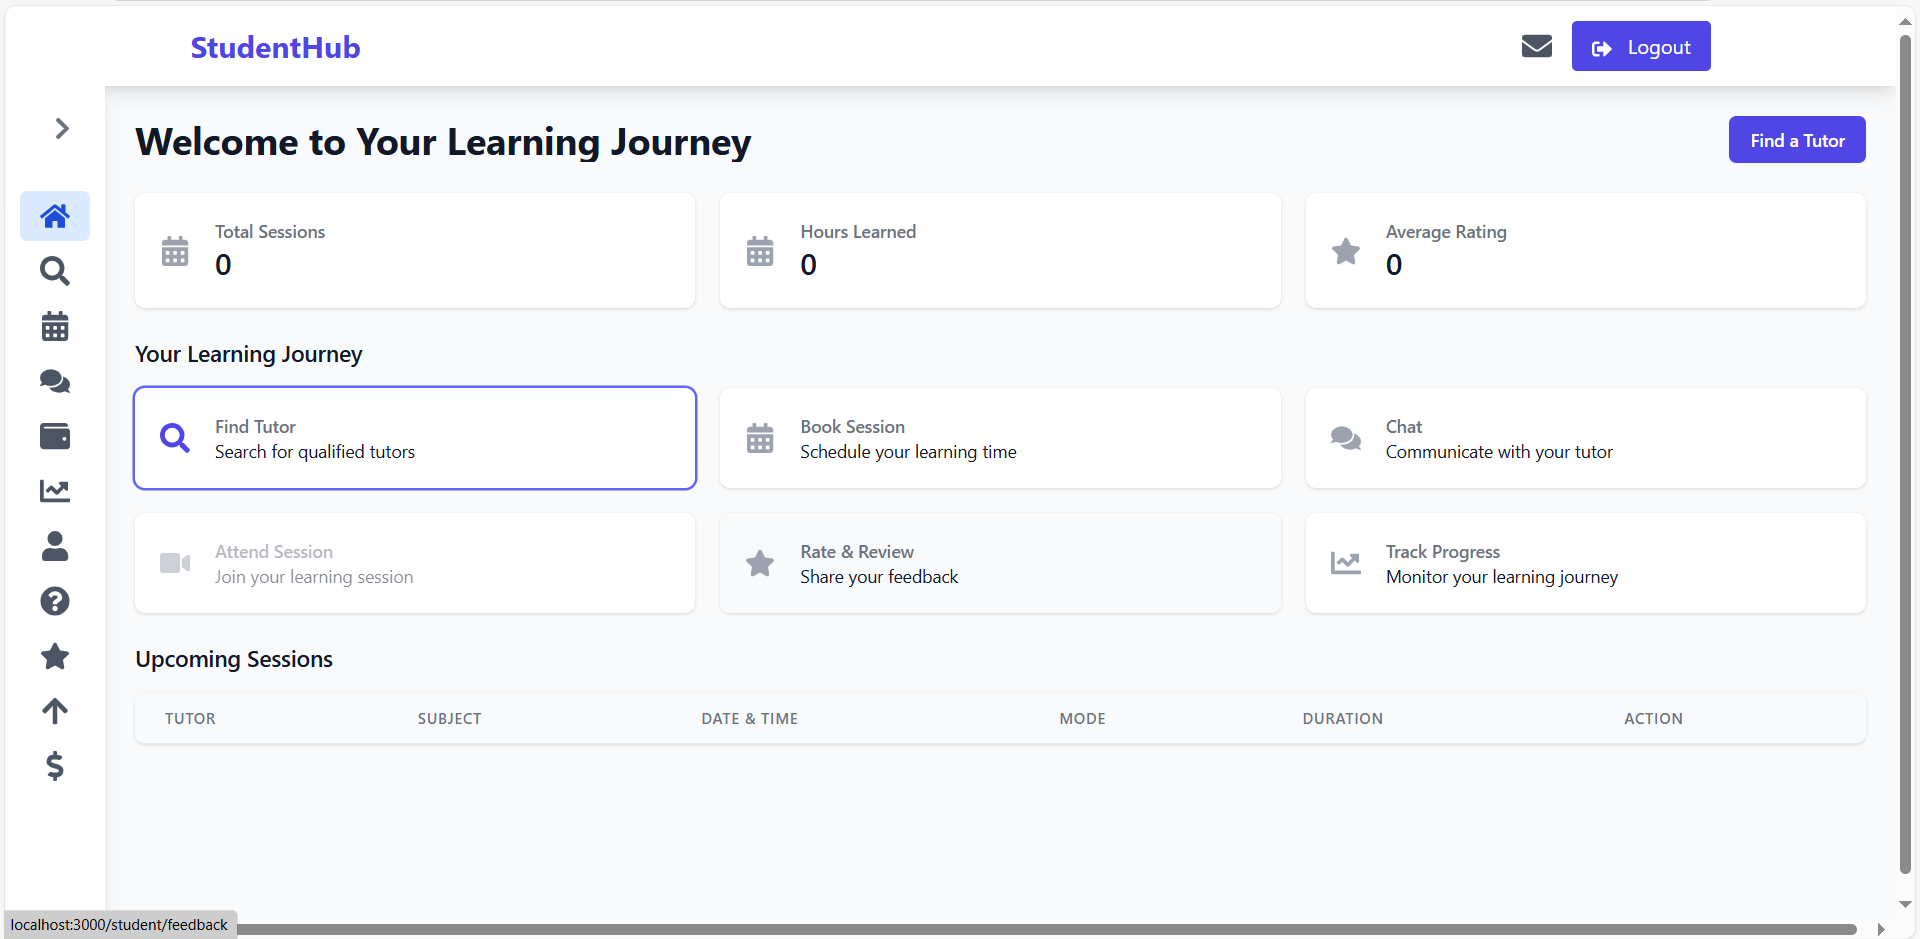 StudentHub
Logout
Welcome to Your Learning Journey
Find a Tutor
Total Sessions
0
Hours Learned
0
Average Rating
0
Your Learning Journey
Find Tutor
Search for qualified tutors
Book Session
Schedule your learning time
Chat
Communicate with your tutor
Attend Session
Join your learning session
Rate & Review
Share your feedback
Track Progress
Monitor your learning journey
Upcoming Sessions
TUTOR SUBJECT DATE & TIME MODE DURATION ACTION
localhost:3000/student/feedback